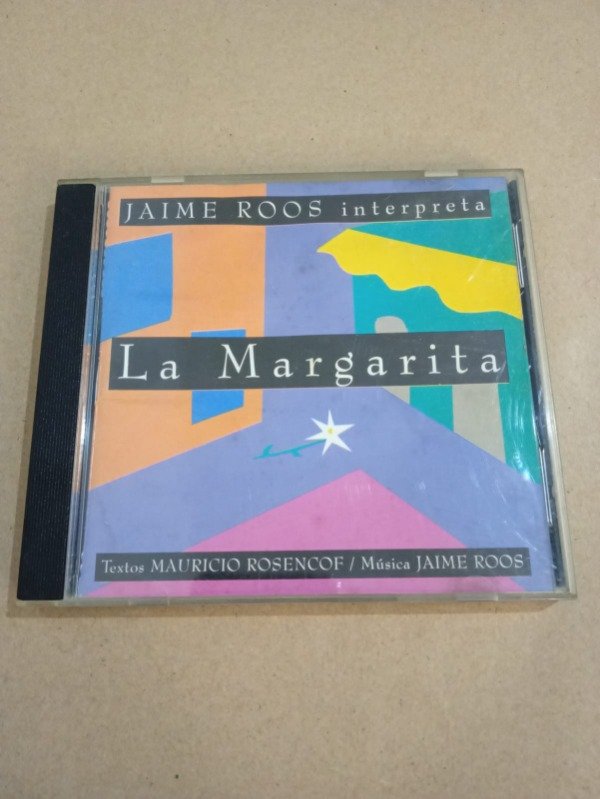 JAIME ROOS interpreta
La Margarita
Textos MAURICIO ROSENCOF / Música JAIME ROOS